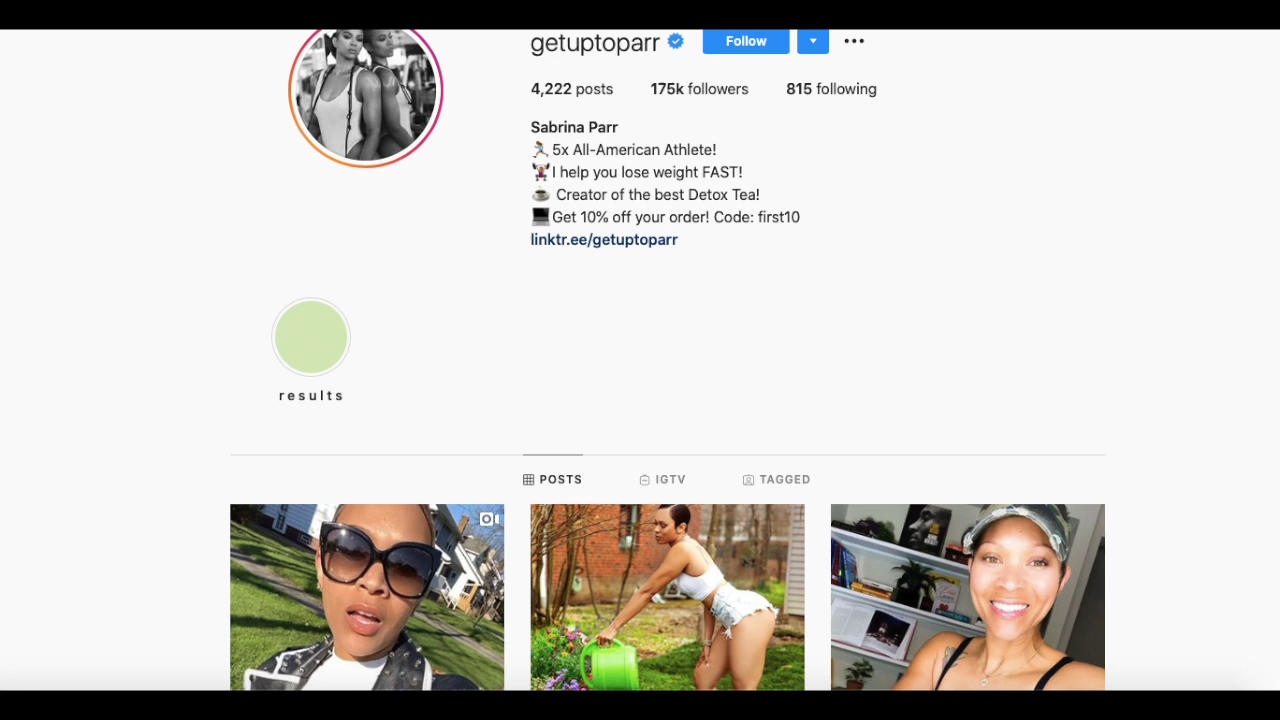 getuptoparr Follow
4,222 posts 175k followers 815 following
Sabrina Parr
5x All-American Athlete!
I help you lose weight FAST!
Creator of the best Detox Tea!
Get 10% off your order! Code: first10
linktr.ee/getuptoparr
results
POSTS IGTV TAGGED